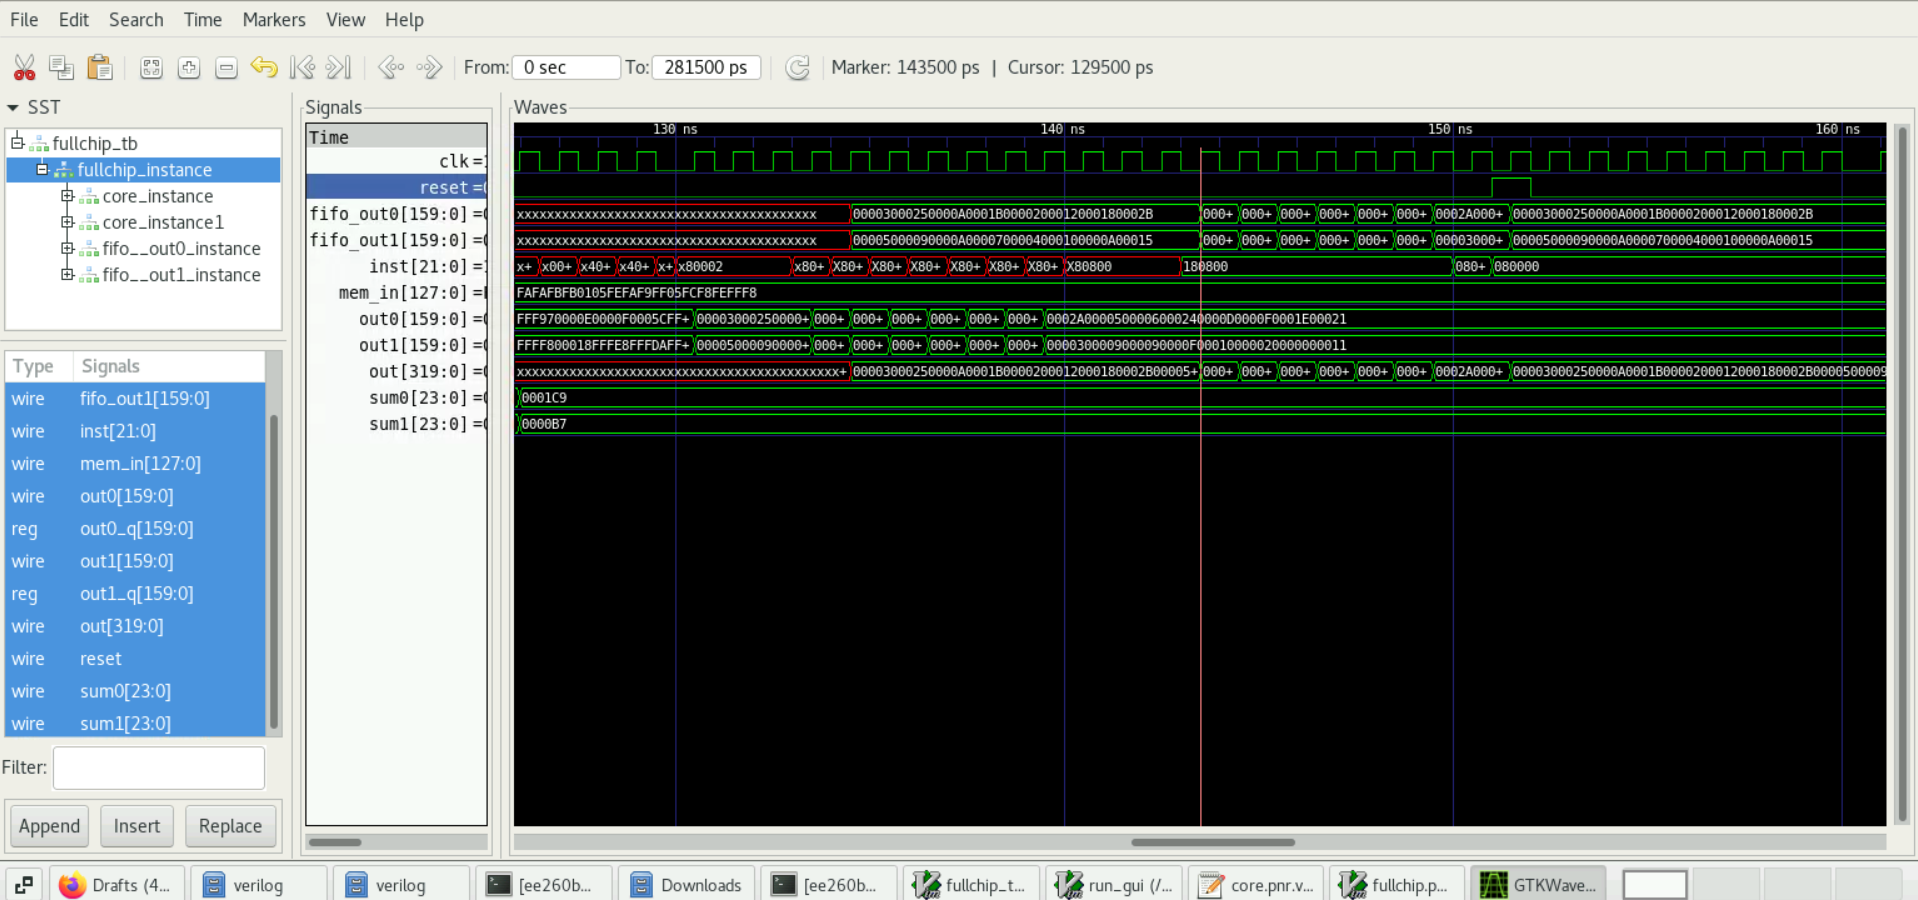 File Edit Search Time Markers View Help
From: 0 sec To: 281500 ps Marker: 143500 ps | Cursor: 129500 ps
SST
fullchip_tb
fullchip_instance
core_instance
core_instance1
fifo__out0_instance
fifo__out1_instance
Type Signals
wire fifo_out1[159:0]
wire inst[21:0]
wire mem_in[127:0]
wire out0[159:0]
reg out0_q[159:0]
wire out1[159:0]
reg out1_q[159:0]
wire out[319:0]
wire reset
wire sum0[23:0]
wire sum1[23:0]
Filter:
Append Insert Replace
Signals
Time
clk =
reset =
fifo_out0[159:0] =
fifo_out1[159:0] =
inst[21:0] =
mem_in[127:0] =
out0[159:0] =
out1[159:0] =
out[319:0] =
sum0[23:0] =
sum1[23:0] =
Waves
130 ns 140 ns 150 ns 160 ns
xxxxxxxxxxxxxxxxxxxxxxxxxxxxxxxxxxxxxxxx 00003000250000A0001B0000200012000180002B 000+ 000+ 000+ 000+ 000+ 000+ 0002A000+ 00003000250000A0001B0000200012000180002B
xxxxxxxxxxxxxxxxxxxxxxxxxxxxxxxxxxxxxxxx 00005000090000A0000700004000100000A00015 000+ 000+ 000+ 000+ 000+ 000+ 00003000+ 00005000090000A0000700004000100000A00015
x+ x00+ x40+ x40+ x+ x80002 x80+ X80+ X80+ X80+ X80+ X80+ X80+ X80800 180800 080+ 080000
FAFAFBFB0105FEFAF9FF05FCF8FEFFF8
FFF970000E0000F0005CFF+ 00003000250000+ 000+ 000+ 000+ 000+ 000+ 000+ 0002A0000500006000240000D0000F0001E00021
FFFF800018FFFE8FFFDAFF+ 00005000090000+ 000+ 000+ 000+ 000+ 000+ 000+ 0000300009000090000F00010000020000000011
xxxxxxxxxxxxxxxxxxxxxxxxxxxxxxxxxxxxxxxxxxx+ 00003000250000A0001B0000200012000180002B00005+ 000+ 000+ 000+ 000+ 000+ 000+ 0002A000+ 00003000250000A0001B0000200012000180002B0000500009
0001C9
0000B7
Drafts (4... verilog verilog [ee260b... Downloads [ee260b... fullchip_t... run_gui (/... core.pnr.v... fullchip.p... GTKWave...